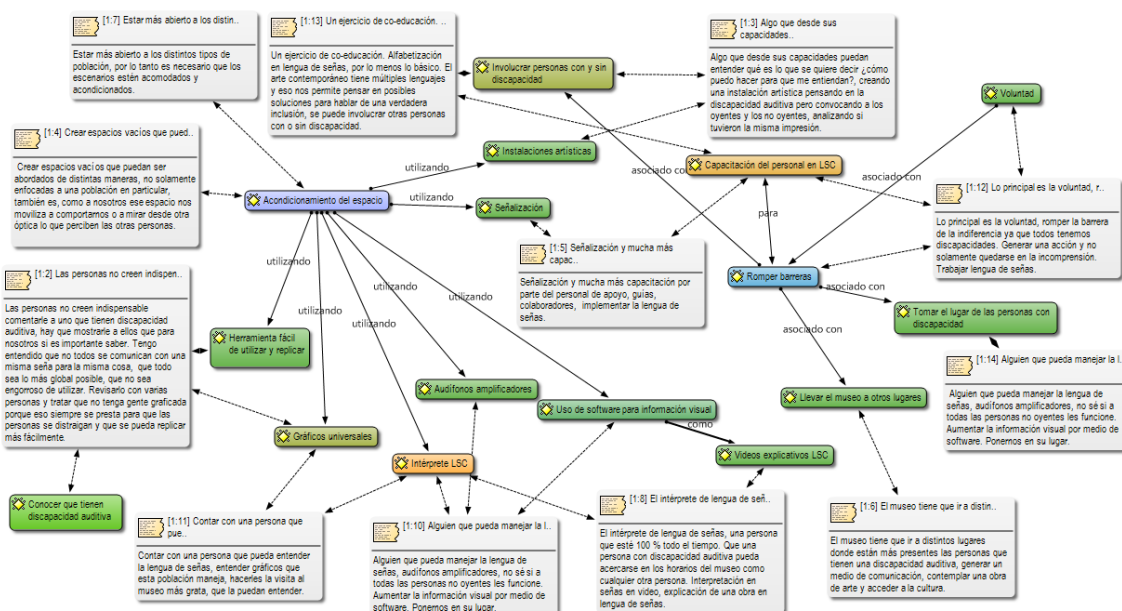 [1:7] Estar más abierto a los distin..
Estar más abierto a los distintos tipos de
población, por lo tanto es necesario que los
escenarios estén acomodados y
acondicionados.
[1:13] Un ejercicio de co-educación. ..
Un ejercicio de co-educación. Alfabetización
en lengua de señas, por lo menos lo básico. El
arte contemporáneo tiene múltiples lenguajes
y eso nos permite pensar en posibles
soluciones para hablar de una verdadera
inclusión, se puede involucrar otras personas
con o sin discapacidad.
Involucrar personas con y sin
discapacidad
[1:3] Algo que desde sus
capacidades..
Algo que desde sus capacidades puedan
entender qué es lo que se quiere decir ¿cómo
puedo hacer para que me entiendan?, creando
una instalación artística pensando en la
discapacidad auditiva pero convocando a los
oyentes y los no oyentes, analizando si
tuvieron la misma impresión.
Voluntad
[1:4] Crear espacios vacíos que pued..
Crear espacios vacíos que puedan ser
abordados de distintas maneras, no solamente
enfocadas a una población en particular,
también es, como a nosotros ese espacio nos
moviliza a comportarnos o a mirar desde otra
óptica lo que perciben las otras personas.
utilizando
Instalaciones artísticas
Capacitación del personal en LSC
asociado con
asociado con
Acondicionamiento del espacio
utilizando
Señalización
para
[1:12] Lo principal es la voluntad, r..
Lo principal es la voluntad, romper la barrera
de la indiferencia ya que todos tenemos
discapacidades. Generar una acción y no
solamente quedarse en la incomprensión.
Trabajar lengua de señas.
[1:5] Señalización y mucha más
capac..
Señalización y mucha más capacitación por
parte del personal de apoyo, guías,
colaboradores, implementar la lengua de
señas.
Romper barreras
asociado con
Tomar el lugar de las personas con
discapacidad
[1:2] Las personas no creen indispen..
Las personas no creen indispensable
comentarle a uno que tienen discapacidad
auditiva, hay que mostrarle a ellos que para
nosotros si es importante saber. Tengo
entendido que no todos se comunican con una
misma seña para la misma cosa, que todo
sea lo más global posible, que no sea
engorroso de utilizar. Revisarlo con varias
personas y tratar que no tenga gente graficada
porque eso siempre se presta para que las
personas se distraigan y que se pueda replicar
más fácilmente.
utilizando
utilizando
utilizando
utilizando
asociado con
Herramienta fácil
de utilizar y replicar
[1:14] Alguien que pueda manejar la l..
Alguien que pueda manejar la lengua de
señas, audífonos amplificadores, no sé si a
todas las personas no oyentes les funcione.
Aumentar la información visual por medio de
software. Ponernos en su lugar.
Audífonos amplificadores
Uso de software para información visual
Llevar el museo a otros lugares
como
Gráficos universales
Intérprete LSC
Videos explicativos LSC
Conocer que tienen
discapacidad auditiva
[1:11] Contar con una persona que
pue..
Contar con una persona que pueda entender
la lengua de señas, entender gráficos que
esta población maneja, hacerles la visita al
museo más grata, que la puedan entender.
[1:10] Alguien que pueda manejar la l..
Alguien que pueda manejar la lengua de
señas, audífonos amplificadores, no sé si a
todas las personas no oyentes les funcione.
Aumentar la información visual por medio de
software. Ponernos en su lugar.
[1:8] El intérprete de lengua de señ..
El intérprete de lengua de señas, una persona
que esté 100 % todo el tiempo. Que una
persona con discapacidad auditiva pueda
acercarse en los horarios del museo como
cualquier otra persona. Interpretación en
señas en video, explicación de una obra en
lengua de señas.
[1:6] El museo tiene que ir a distin..
El museo tiene que ir a distintos lugares
donde están más presentes las personas que
tienen una discapacidad auditiva, generar un
medio de comunicación, contemplar una obra
de arte y acceder a la cultura.